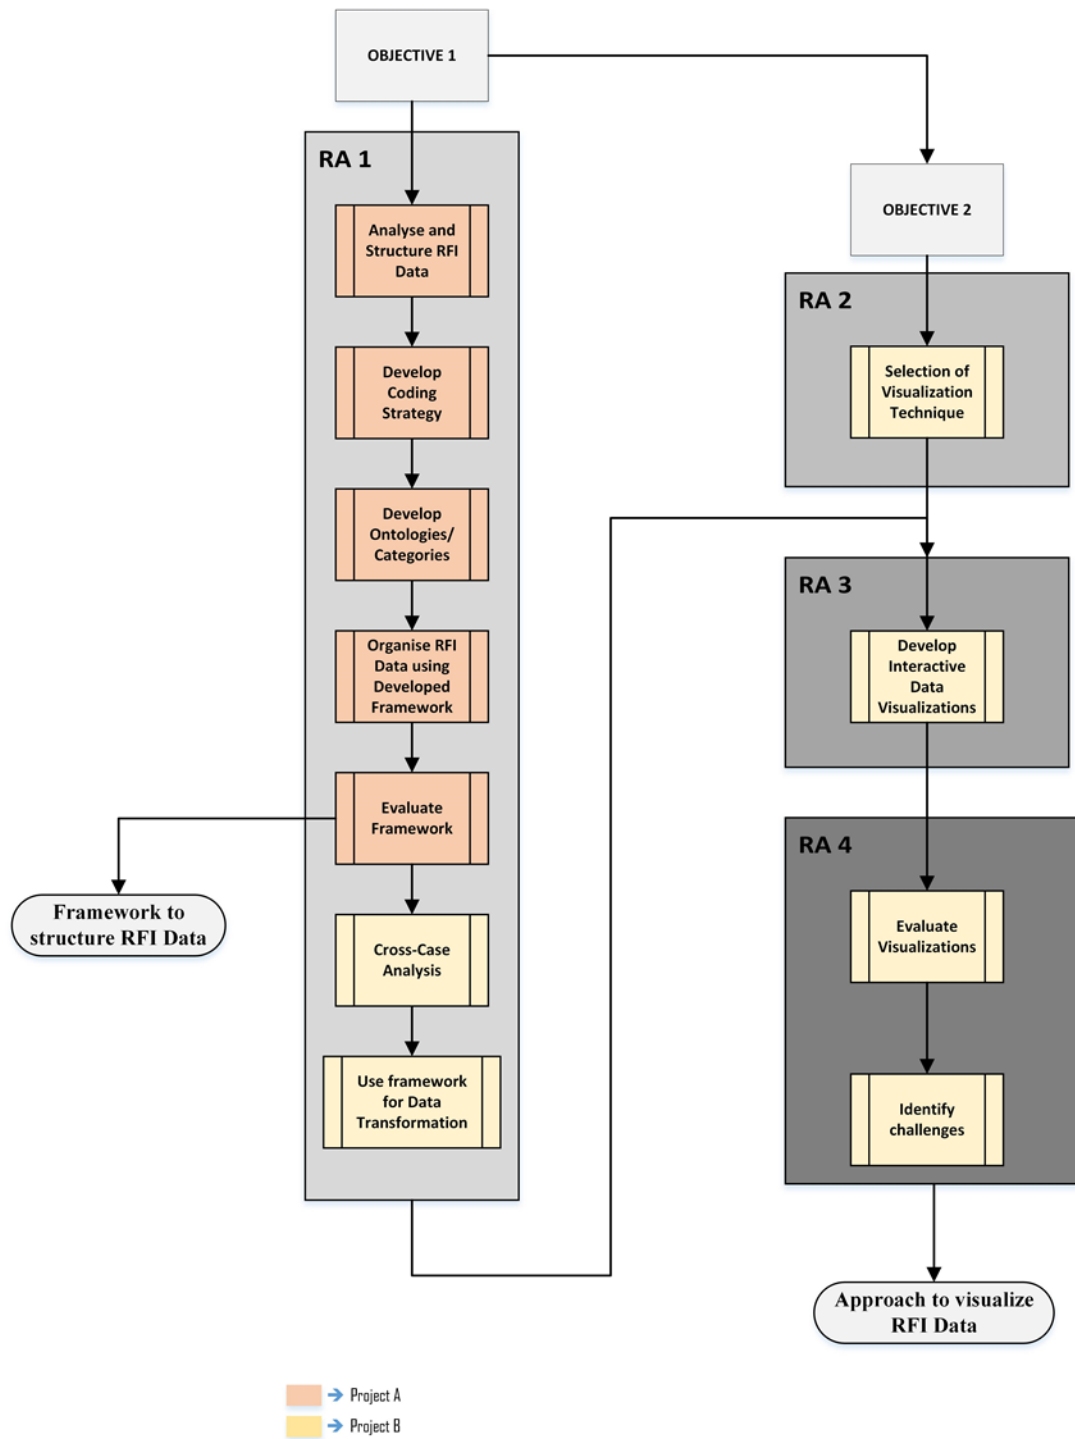 OBJECTIVE 1
RA 1
Analyse and
Structure RFI
Data
Develop
Coding
Strategy
Develop
Ontologies/
Categories
Organise RFI
Data using
Developed
Framework
Evaluate
Framework
Framework to
structure RFI Data
Cross-Case
Analysis
Use framework
for Data
Transformation
OBJECTIVE 2
RA 2
Selection of
Visualization
Technique
RA 3
Develop
Interactive
Data
Visualizations
RA 4
Evaluate
Visualizations
Identify
challenges
Approach to visualize
RFI Data
Project A
Project B